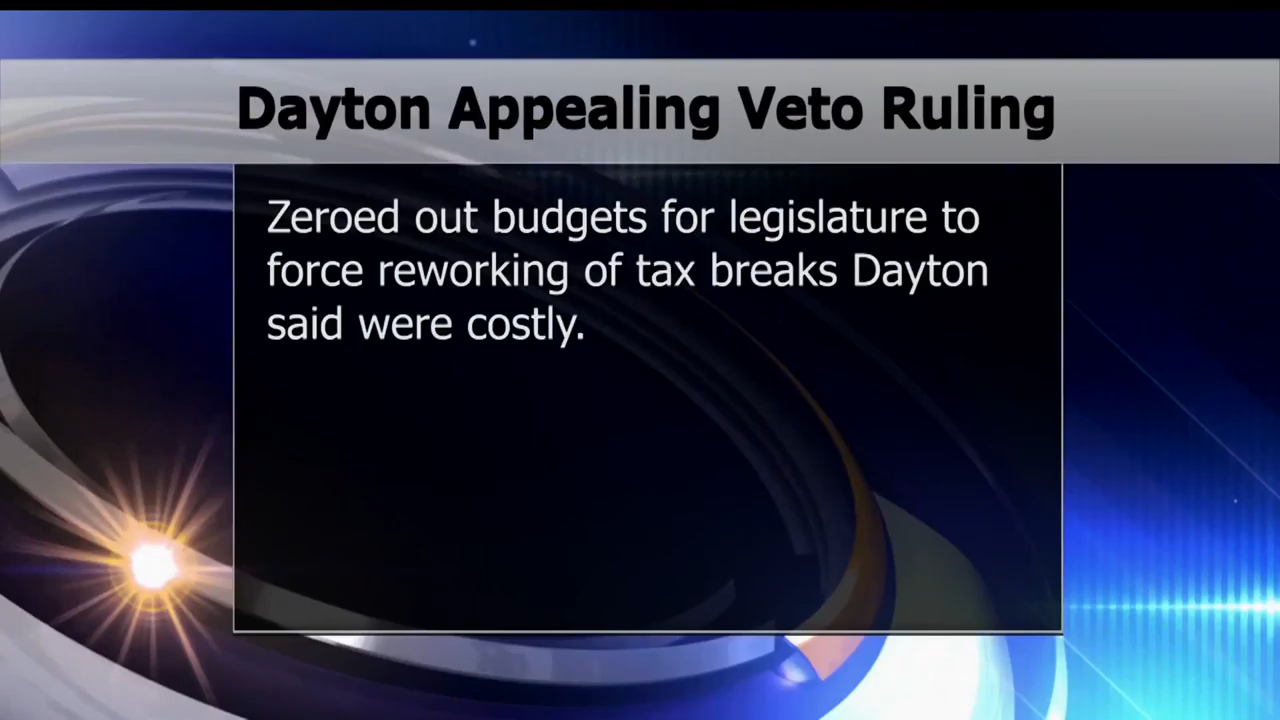 Dayton Appealing Veto Ruling
Zeroed out budgets for legislature to
force reworking of tax breaks Dayton
said were costly.